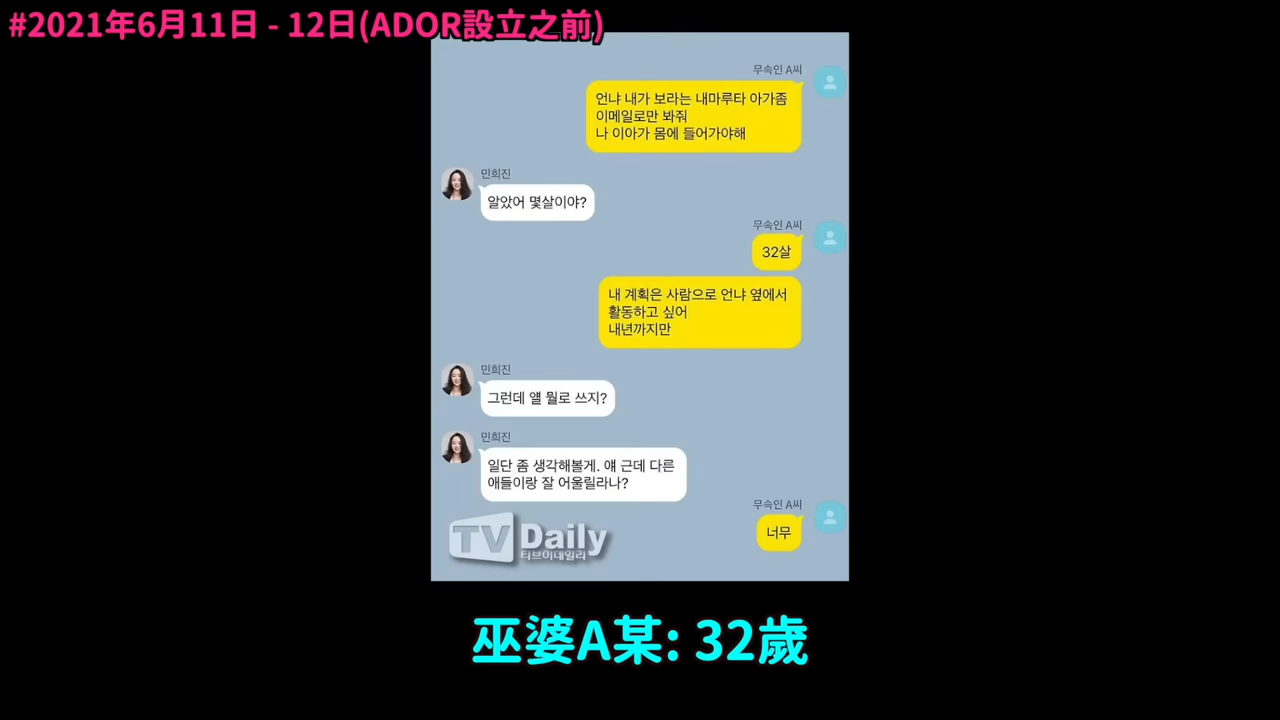 #2021年6月11日 - 12日(ADOR設立之前)
무속인 A씨
언냐 내가 보라는 내마루타 아가좀
이메일로만 봐줘
나 이아가 몸에 들어가야해
민희진
알았어 몇살이야?
무속인 A씨
32살
내 계획은 사람으로 언냐 옆에서
활동하고 싶어
내년까지만
민희진
그런데 얠 뭘로 쓰지?
민희진
일단 좀 생각해볼게. 얘 근데 다른
애들이랑 잘 어울릴라나?
무속인 A씨
너무
TV Daily
티브이데일리
巫婆A某: 32歲